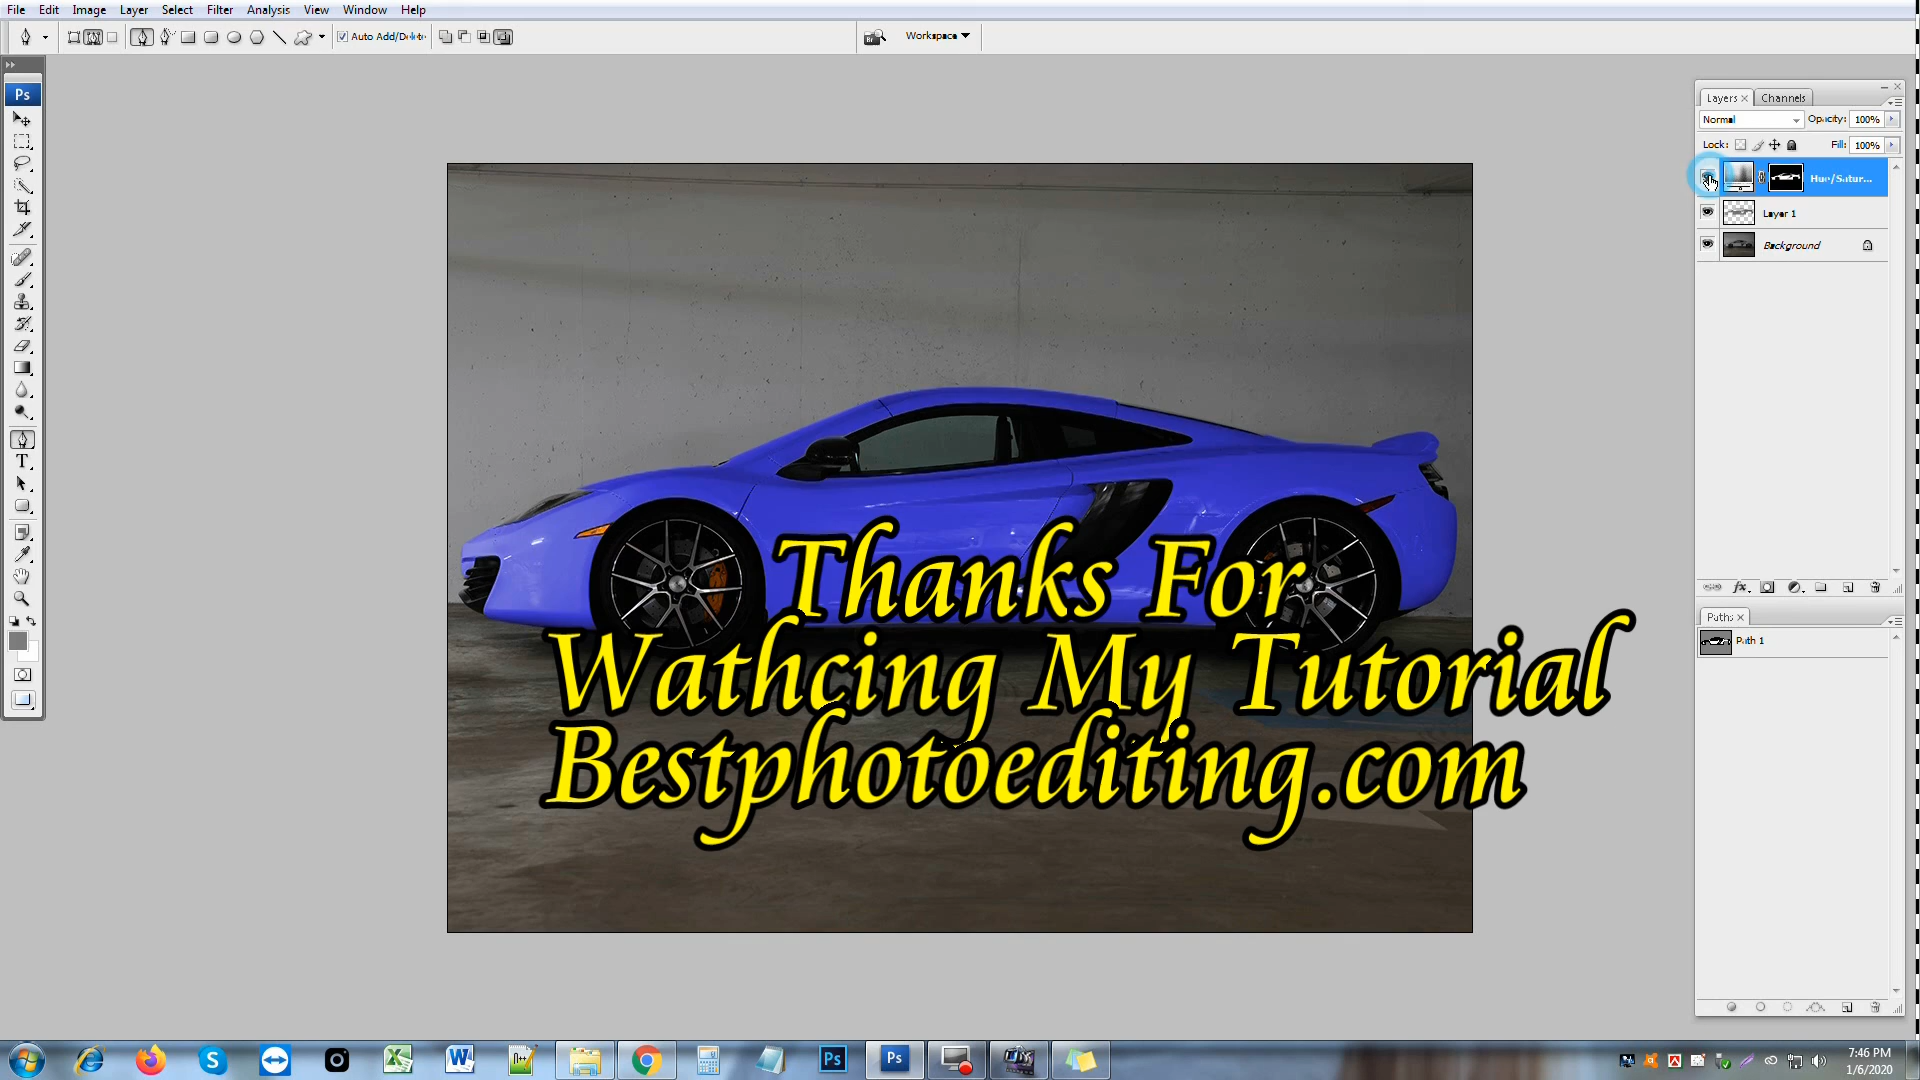 File Edit Image Layer Select Filter Analysis View Window Help
Auto Add/Delete
Workspace
Ps
Layers Channels
Normal Opacity: 100%
Lock: Fill: 100%
Hue/Satur...
Layer 1
Background
Thanks For
Wathcing My Tutorial
Bestphotoediting.com
Paths
Path 1
7:46 PM
1/6/2020